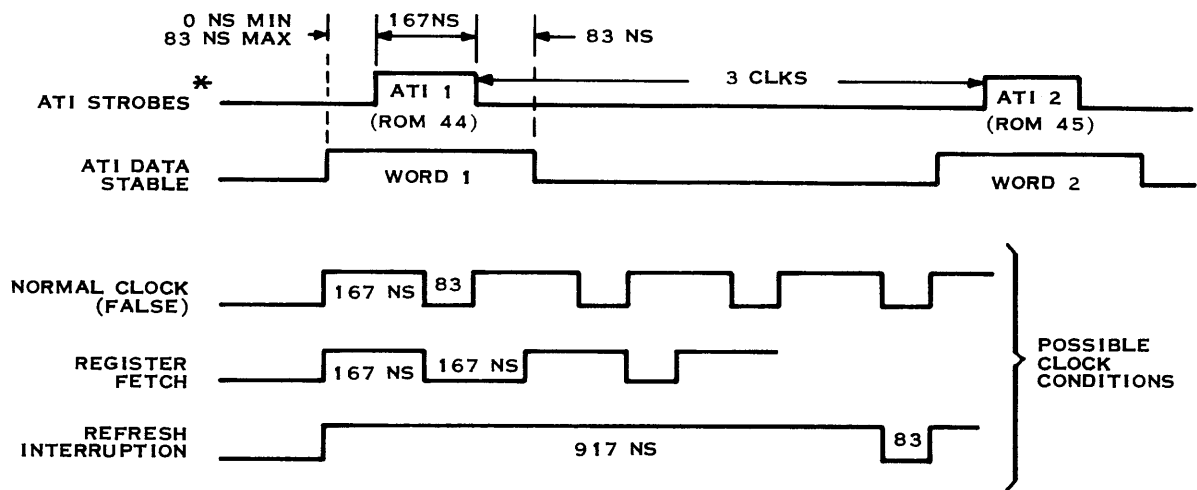 0 NS MIN
83 NS MAX
167NS
83 NS
ATI STROBES *
ATI 1
(ROM 44)
3 CLKS
ATI 2
(ROM 45)
ATI DATA
STABLE
WORD 1
WORD 2
NORMAL CLOCK
(FALSE)
167 NS
83
REGISTER
FETCH
167 NS
167 NS
REFRESH
INTERRUPTION
917 NS
83
POSSIBLE
CLOCK
CONDITIONS